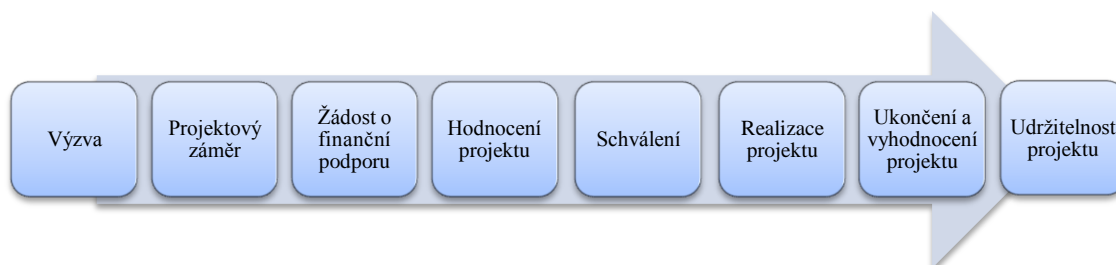 Výzva
Projektový
záměr
Žádost o
finanční
podporu
Hodnocení
projektu
Schválení
Realizace
projektu
Ukončení a
vyhodnocení
projektu
Udržitelnost
projektu